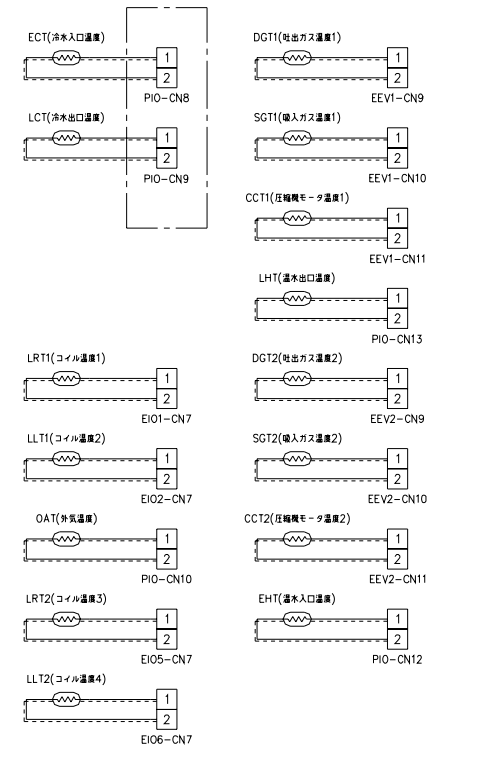 ECT(冷水入口温度)
1
2
PIO-CN8
LCT(冷水出口温度)
1
2
PIO-CN9
LRT1(コイル温度1)
1
2
EIO1-CN7
LLT1(コイル温度2)
1
2
EIO2-CN7
OAT(外気温度)
1
2
PIO-CN10
LRT2(コイル温度3)
1
2
EIO5-CN7
LLT2(コイル温度4)
1
2
EIO6-CN7
DGT1(吐出ガス温度1)
1
2
EEV1-CN9
SGT1(吸入ガス温度1)
1
2
EEV1-CN10
CCT1(圧縮機モータ温度1)
1
2
EEV1-CN11
LHT(温水出口温度)
1
2
PIO-CN13
DGT2(吐出ガス温度2)
1
2
EEV2-CN9
SGT2(吸入ガス温度2)
1
2
EEV2-CN10
CCT2(圧縮機モータ温度2)
1
2
EEV2-CN11
EHT(温水入口温度)
1
2
PIO-CN12